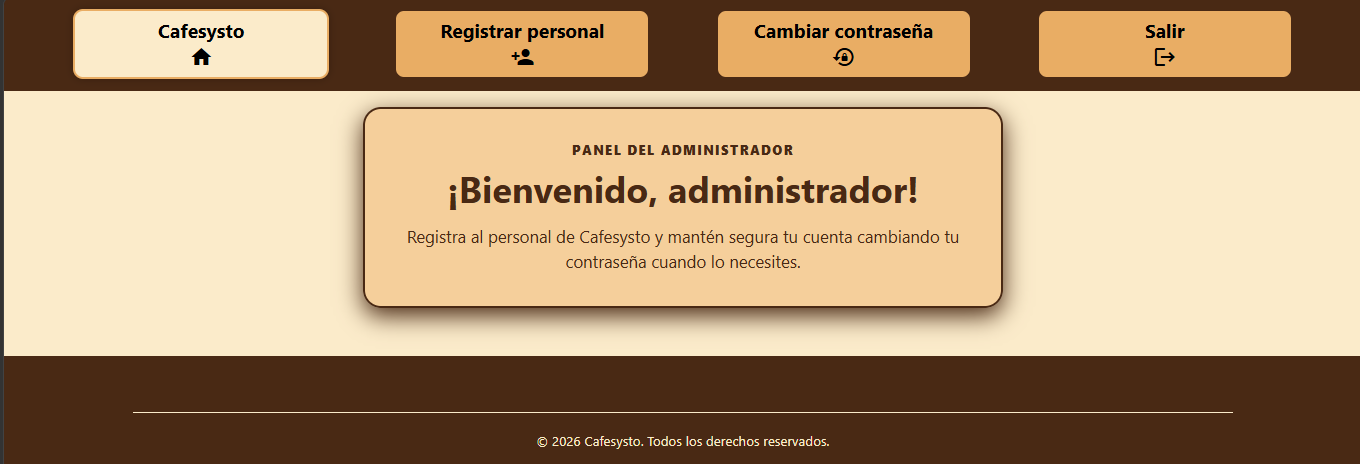 Cafesysto
Registrar personal
Cambiar contraseña
Salir
PANEL DEL ADMINISTRADOR
¡Bienvenido, administrador!
Registra al personal de Cafesysto y mantén segura tu cuenta cambiando tu
contraseña cuando lo necesites.
© 2026 Cafesysto. Todos los derechos reservados.